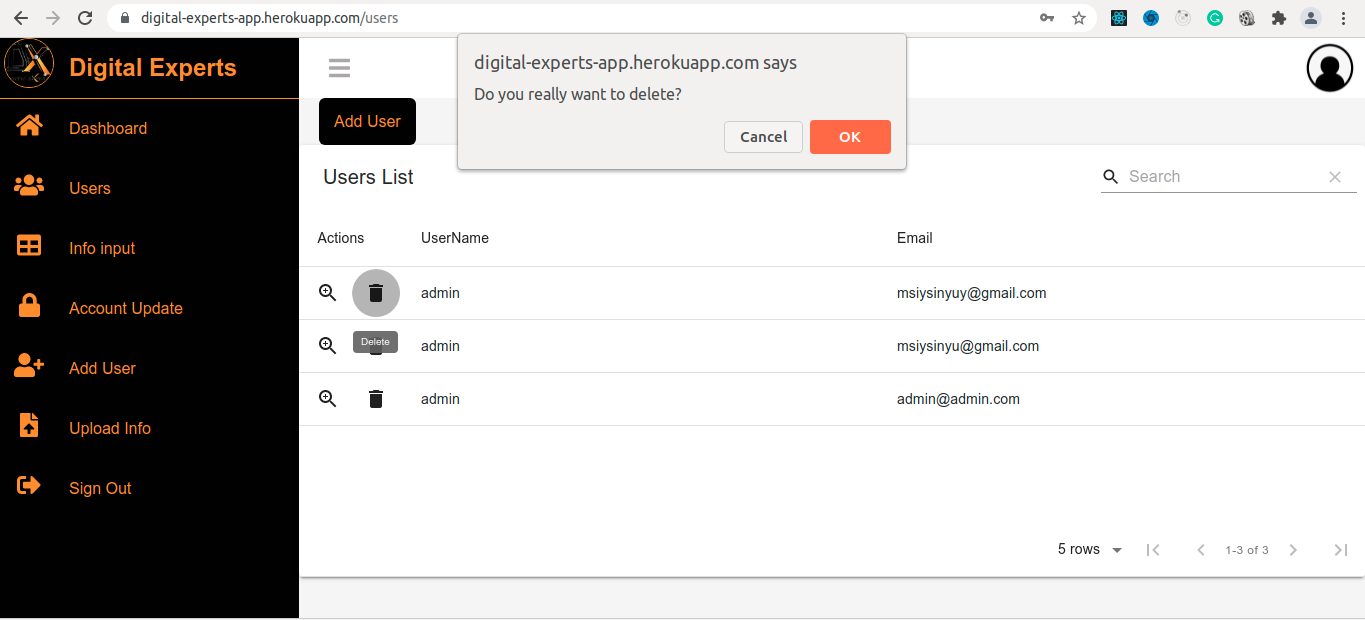 digital-experts-app.herokuapp.com/users
Digital Experts
Dashboard
Users
Info input
Account Update
Add User
Upload Info
Sign Out
digital-experts-app.herokuapp.com says
Do you really want to delete?
Cancel OK
Add User
Users List
Search
Actions UserName Email
admin msiysinyuy@gmail.com
Delete
admin msiysinyu@gmail.com
admin admin@admin.com
5 rows 1-3 of 3